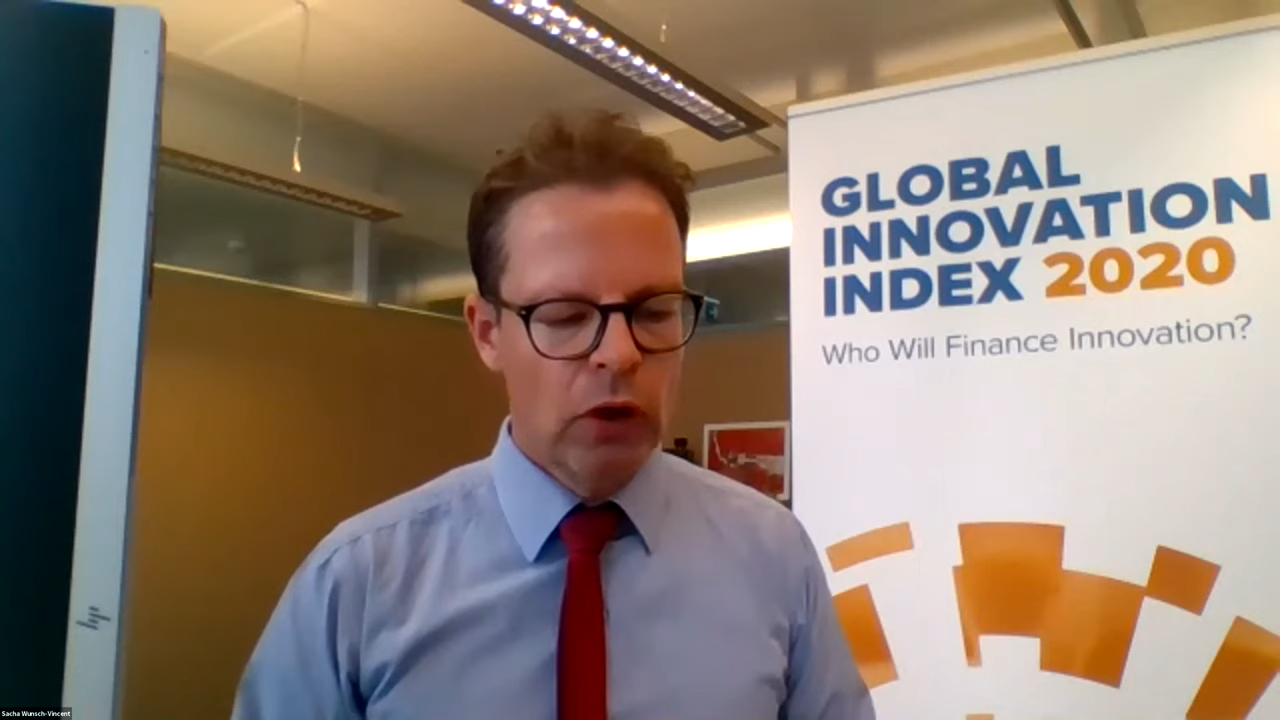 GLOBAL
INNOVATION
INDEX 2020
Who Will Finance Innovation?
Sacha Wunsch-Vincent